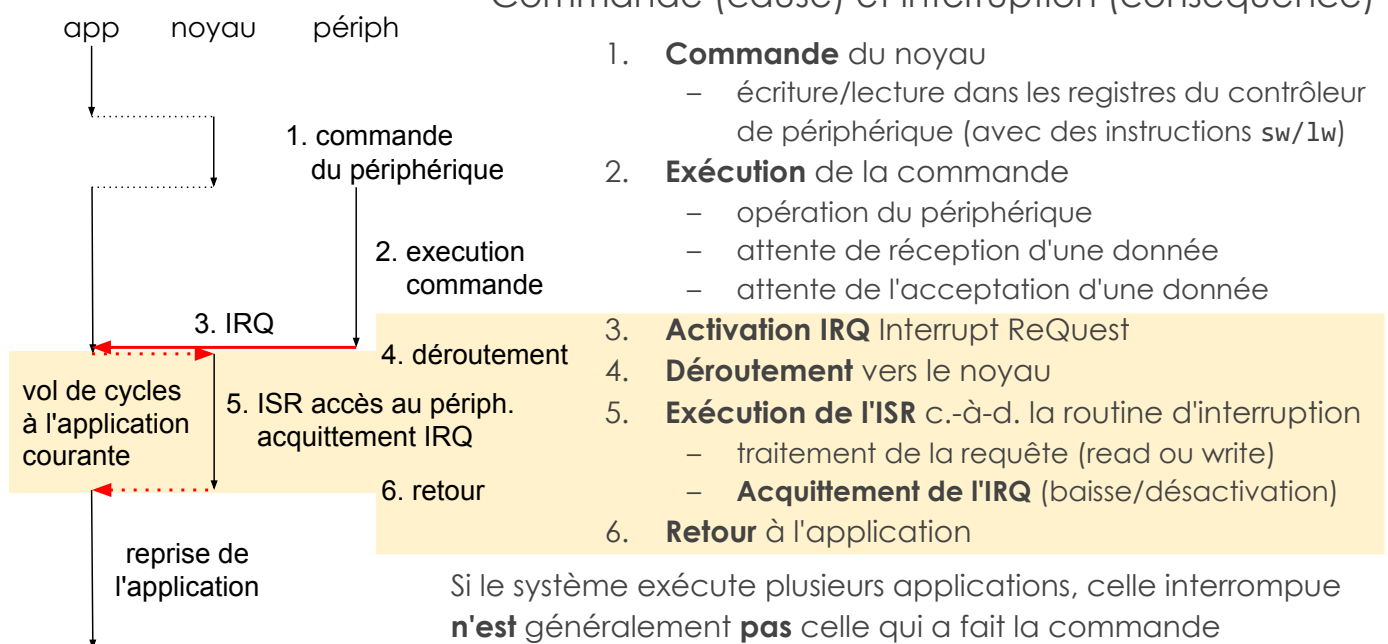 Commande (cause) et interruption (conséquence)
app noyau périph
1. commande
du périphérique
2. execution
commande
3. IRQ
4. déroutement
vol de cycles
à l'application
courante
5. ISR accès au périph.
acquittement IRQ
6. retour
reprise de
l'application
1. Commande du noyau
– écriture/lecture dans les registres du contrôleur
de périphérique (avec des instructions sw/lw)
2. Exécution de la commande
– opération du périphérique
– attente de réception d'une donnée
– attente de l'acceptation d'une donnée
3. Activation IRQ Interrupt ReQuest
4. Déroutement vers le noyau
5. Exécution de l'ISR c.-à-d. la routine d'interruption
– traitement de la requête (read ou write)
– Acquittement de l'IRQ (baisse/désactivation)
6. Retour à l'application
Si le système exécute plusieurs applications, celle interrompue
n'est généralement pas celle qui a fait la commande